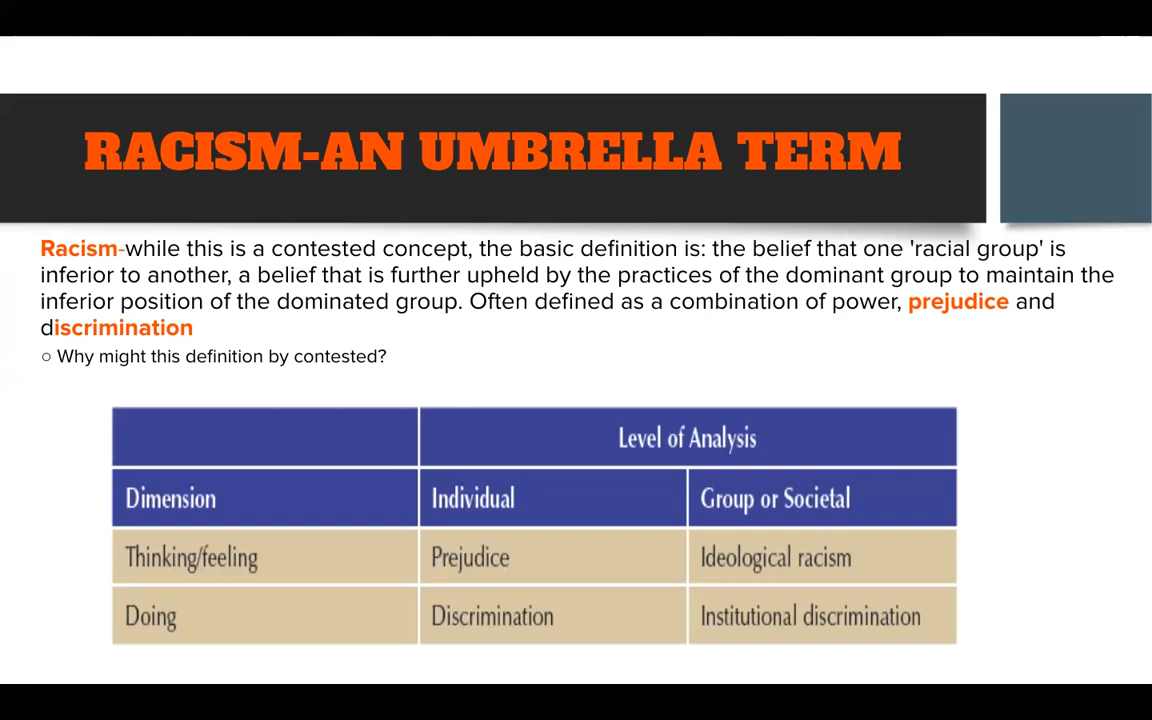 RACISM-AN UMBRELLA TERM
Racism-while this is a contested concept, the basic definition is: the belief that one 'racial group' is
inferior to another, a belief that is further upheld by the practices of the dominant group to maintain the
inferior position of the dominated group. Often defined as a combination of power, prejudice and
discrimination
○ Why might this definition by contested?
Level of Analysis
Dimension Individual Group or Societal
Thinking/feeling Prejudice Ideological racism
Doing Discrimination Institutional discrimination